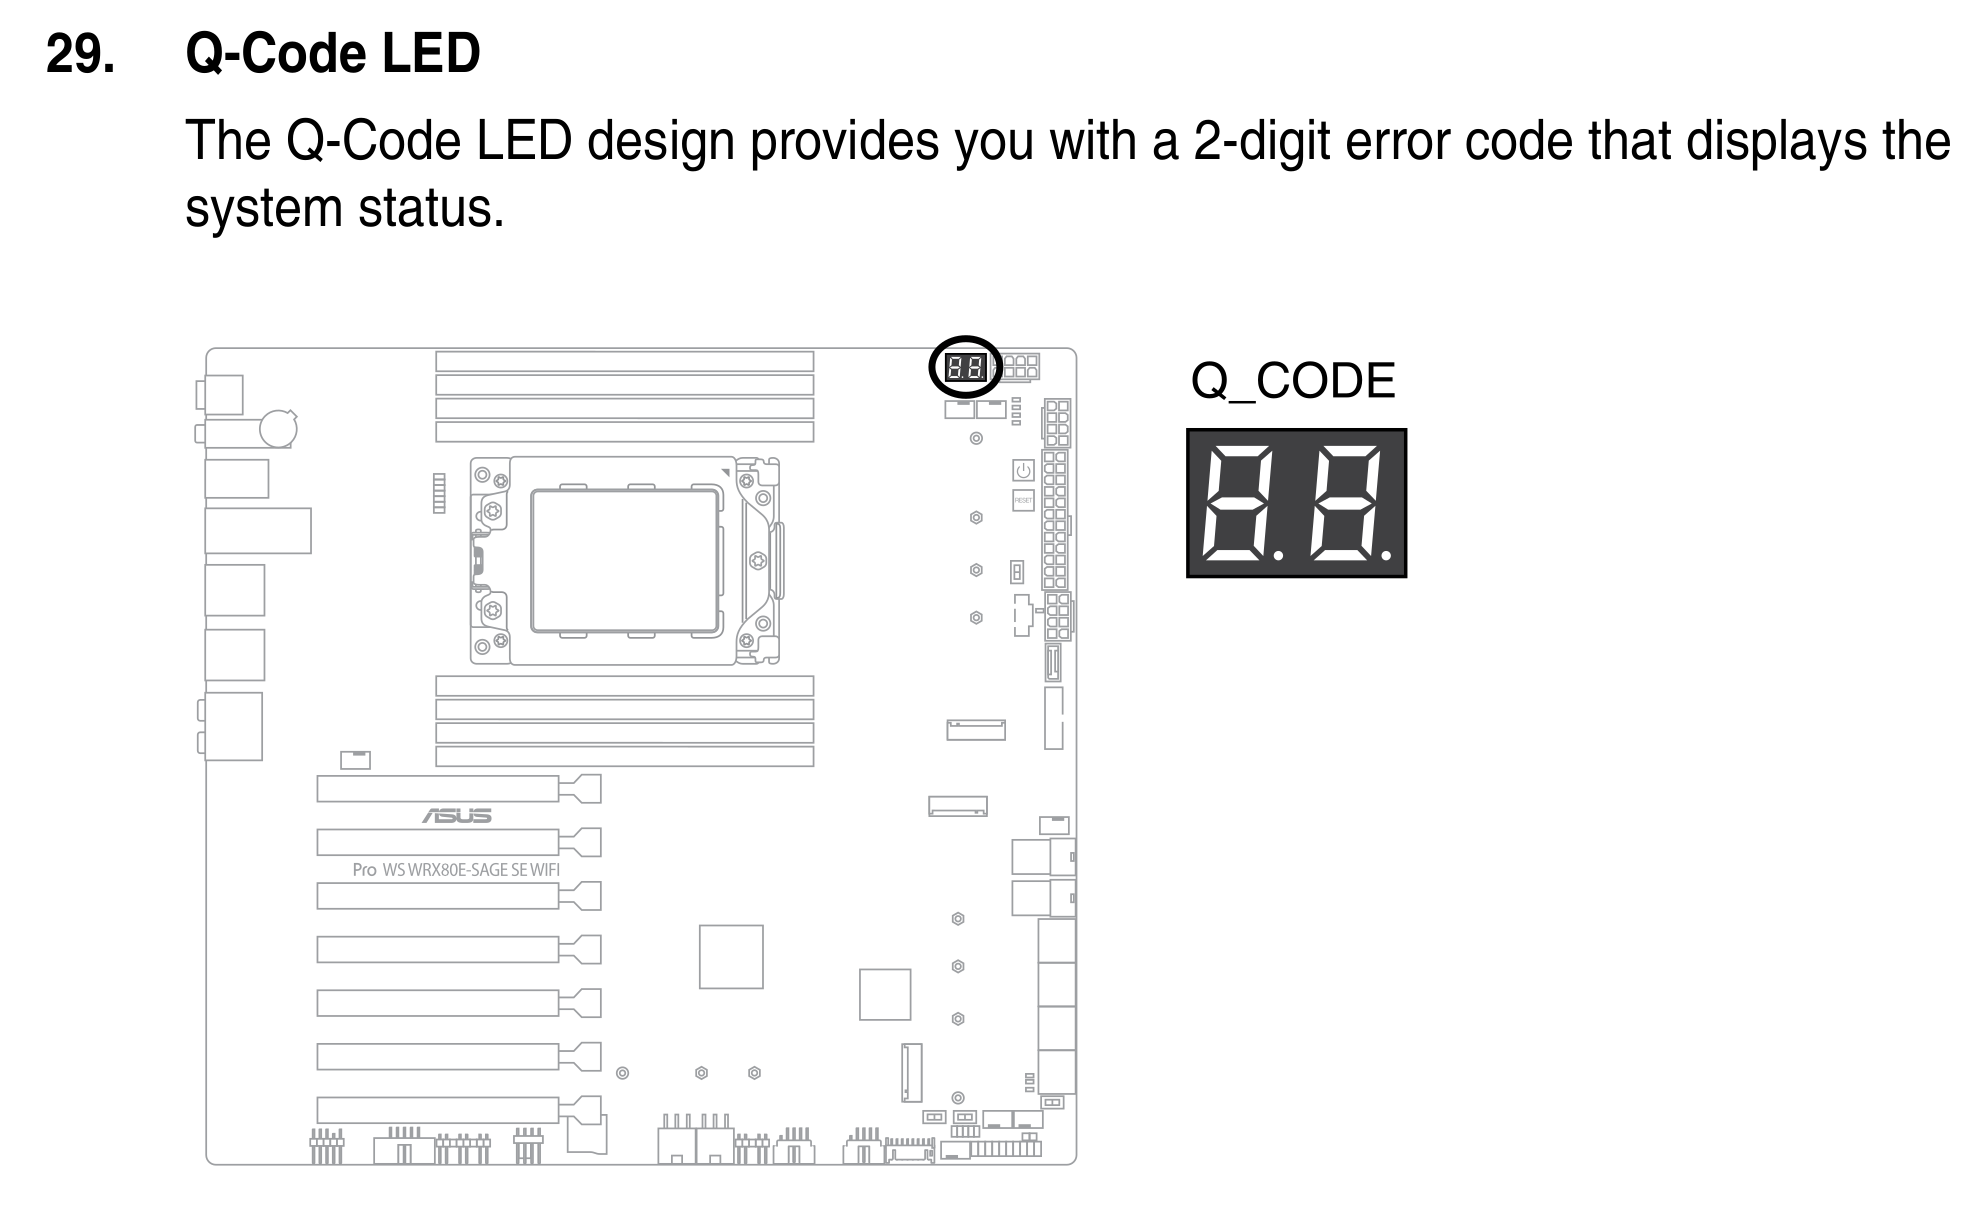 29. Q-Code LED
The Q-Code LED design provides you with a 2-digit error code that displays the
system status.
Q_CODE
88
8.8.
RESET
ASUS
Pro WS WRX80E-SAGE SE WIFI